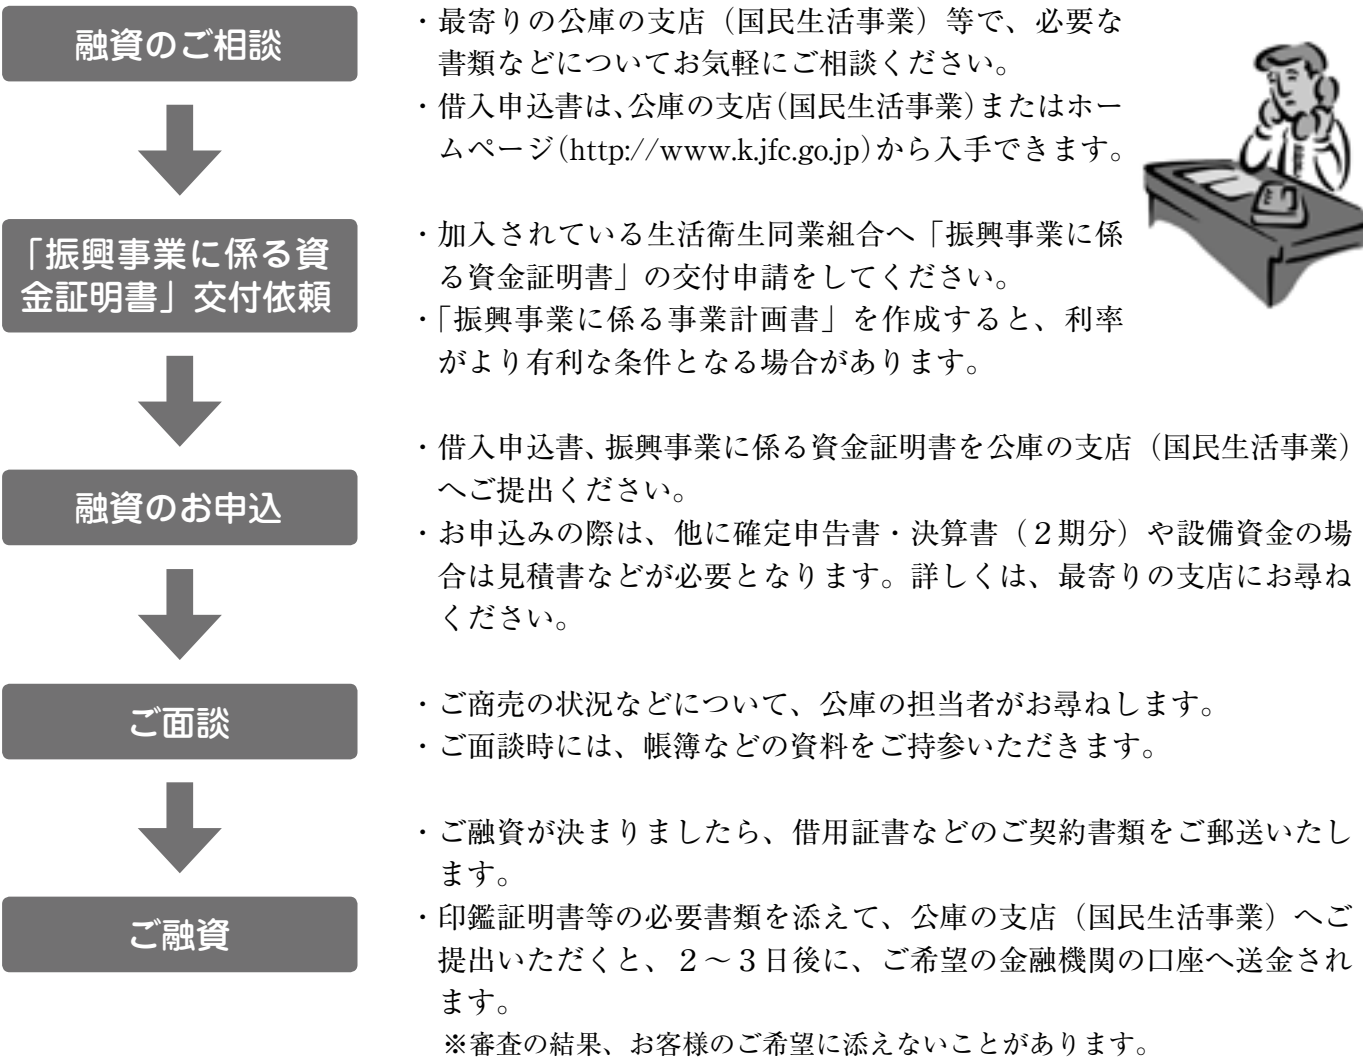 融資のご相談
・最寄りの公庫の支店（国民生活事業）等で、必要な
書類などについてお気軽にご相談ください。
・借入申込書は、公庫の支店（国民生活事業）またはホー
ムページ（http://www.k.jfc.go.jp）から入手できます。
「振興事業に係る資
金証明書」交付依頼
・加入されている生活衛生同業組合へ「振興事業に係
る資金証明書」の交付申請をしてください。
・「振興事業に係る事業計画書」を作成すると、利率
がより有利な条件となる場合があります。
融資のお申込
・借入申込書、振興事業に係る資金証明書を公庫の支店（国民生活事業）
へご提出ください。
・お申込みの際は、他に確定申告書・決算書（２期分）や設備資金の場
合は見積書などが必要となります。詳しくは、最寄りの支店にお尋ね
ください。
ご面談
・ご商売の状況などについて、公庫の担当者がお尋ねします。
・ご面談時には、帳簿などの資料をご持参いただきます。
ご融資
・ご融資が決まりましたら、借用証書などのご契約書類をご郵送いたし
ます。
・印鑑証明書等の必要書類を添えて、公庫の支店（国民生活事業）へご
提出いただくと、２～３日後に、ご希望の金融機関の口座へ送金され
ます。
※審査の結果、お客様のご希望に添えないことがあります。